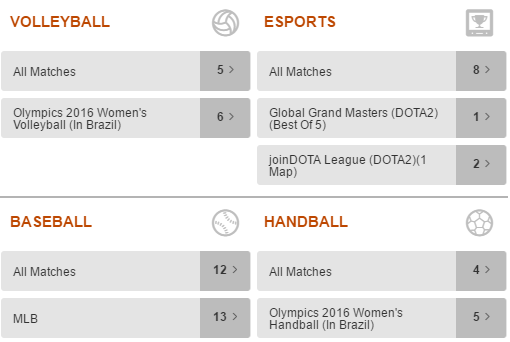 VOLLEYBALL
All Matches 5
Olympics 2016 Women's
Volleyball (In Brazil) 6
ESPORTS
All Matches 8
Global Grand Masters (DOTA2)
(Best Of 5) 1
joinDOTA League (DOTA2)(1
Map) 2
BASEBALL
All Matches 12
MLB 13
HANDBALL
All Matches 4
Olympics 2016 Women's
Handball (In Brazil) 5